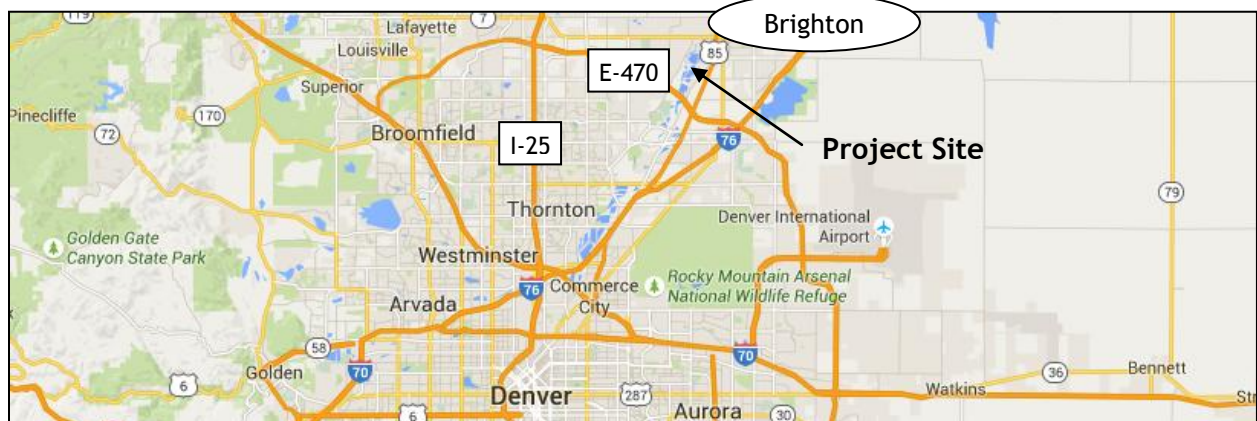 119
Lafayette
7
Brighton
Louisville
85
E-470
Superior
Pinecliffe
170
72
Broomfield
I-25
76
Project Site
79
Thornton
Denver International
Airport
Golden Gate
Canyon State Park
Westminster
Rocky Mountain Arsenal
National Wildlife Refuge
76
Commerce
City
Arvada
58
70
70
Golden
36
Bennett
6
Watkins
Denver
287
Str
6
Aurora
30